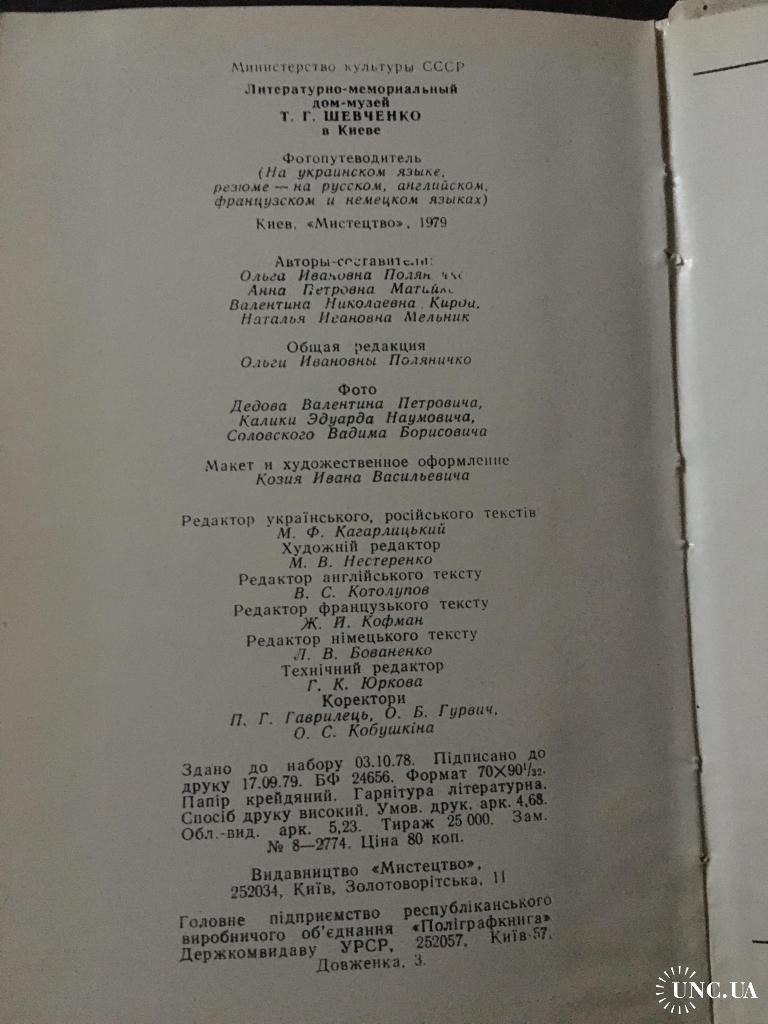 Министерство культуры СССР
Литературно-мемориальный
дом-музей
Т. Г. ШЕВЧЕНКО
в Киеве
Фотопутеводитель
(На украинском языке,
резюме — на русском, английском,
французском и немецком языках)
Киев, «Мистецтво», 1979
Авторы-составители:
Ольга Ивановна
Анна Петровна
Валентина Николаевна
Наталья Исановна Мельник
Общая редакция
Ольги Ивановны Поляничко
Фото
Дедова Валентина Петровича,
Калики Эдуарда Наумовича,
Соловского Вадима Борисовича
Макет и художественное оформление
Козия Ивана Васильевича
Редактор українського, російського текстів
М. Ф. Кагарлицький
Художній редактор
М. В. Нестеренко
Редактор англійського тексту
В. С. Котолупов
Редактор французького тексту
Ж. Й. Кофман
Редактор німецького тексту
Л. В. Бованенко
Технічний редактор
Г. К. Юркова
Коректори
П. Г. Гаврилець, О. Б. Гурвич,
О. С. Кобушкіна
Здано до набору 03.10.78. Підписано до
друку 17.09.79. БФ 24656. Формат 70×90¹/₃₂.
Папір крейдяний. Гарнітура літературна.
Спосіб друку високий. Умов. друк. арк. 4,68.
Обл.-вид. арк. 5,23. Тираж 25 000. Зам.
№ 8—2774. Ціна 80 коп.
Видавництво «Мистецтво»,
252034, Київ, Золотоворітська, 11
Головне підприємство республіканського
виробничого об'єднання «Поліграфкнига»
Держкомвидаву УРСР, 252057, Київ-57,
Довженка, 3.
UNC.UA